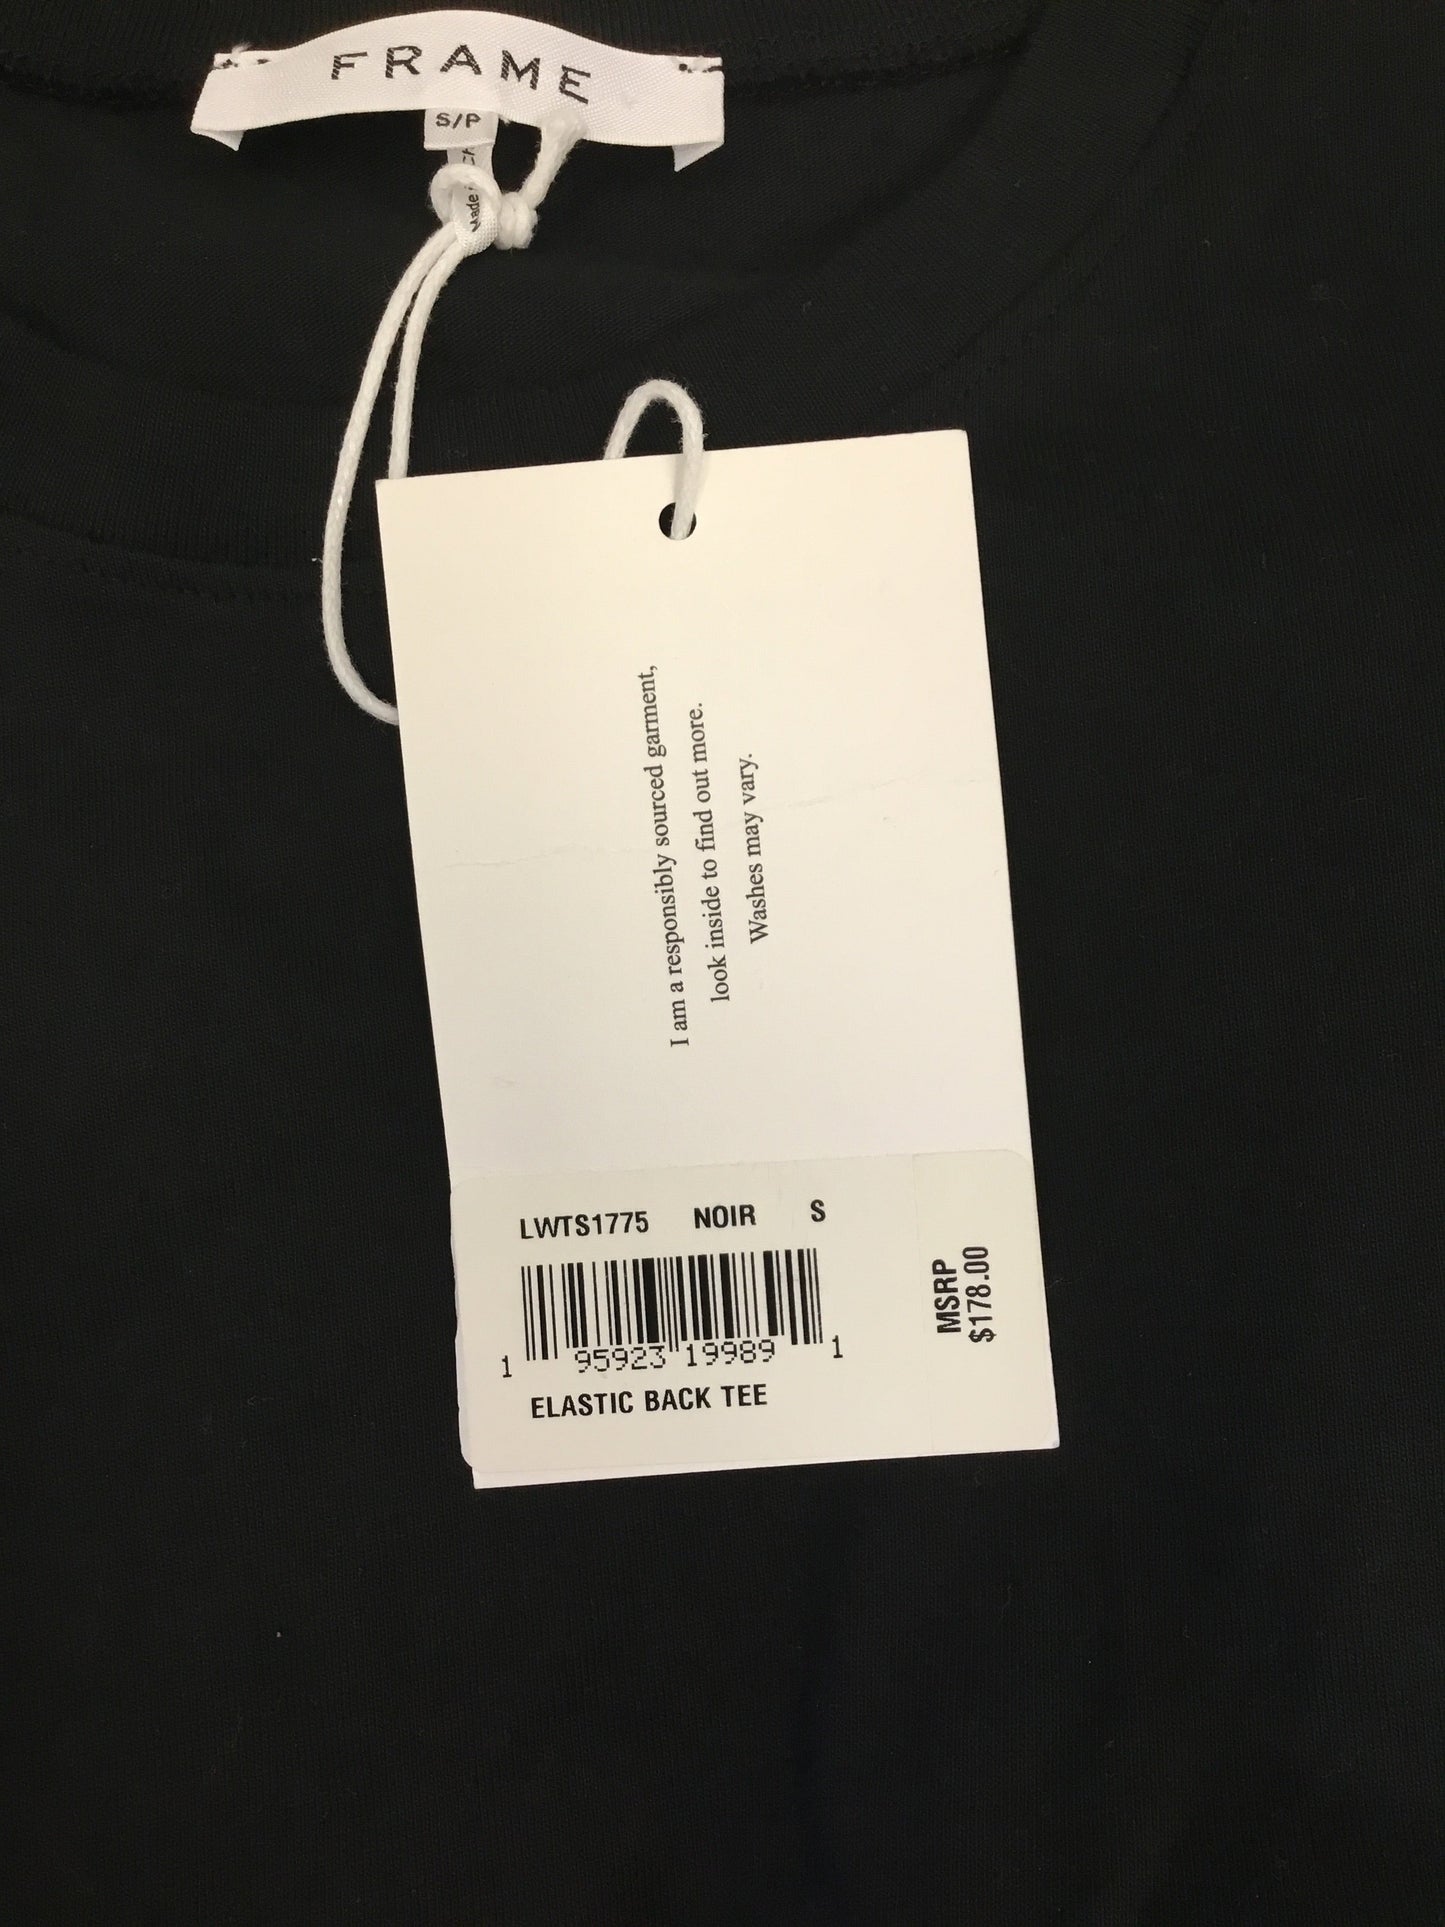 FRAME
S/P
Made
I am a responsibly sourced garment,
look inside to find out more.
Washes may vary.
LWTS1775 NOIR S
1 95923 19989 1
ELASTIC BACK TEE
MSRP
$178.00